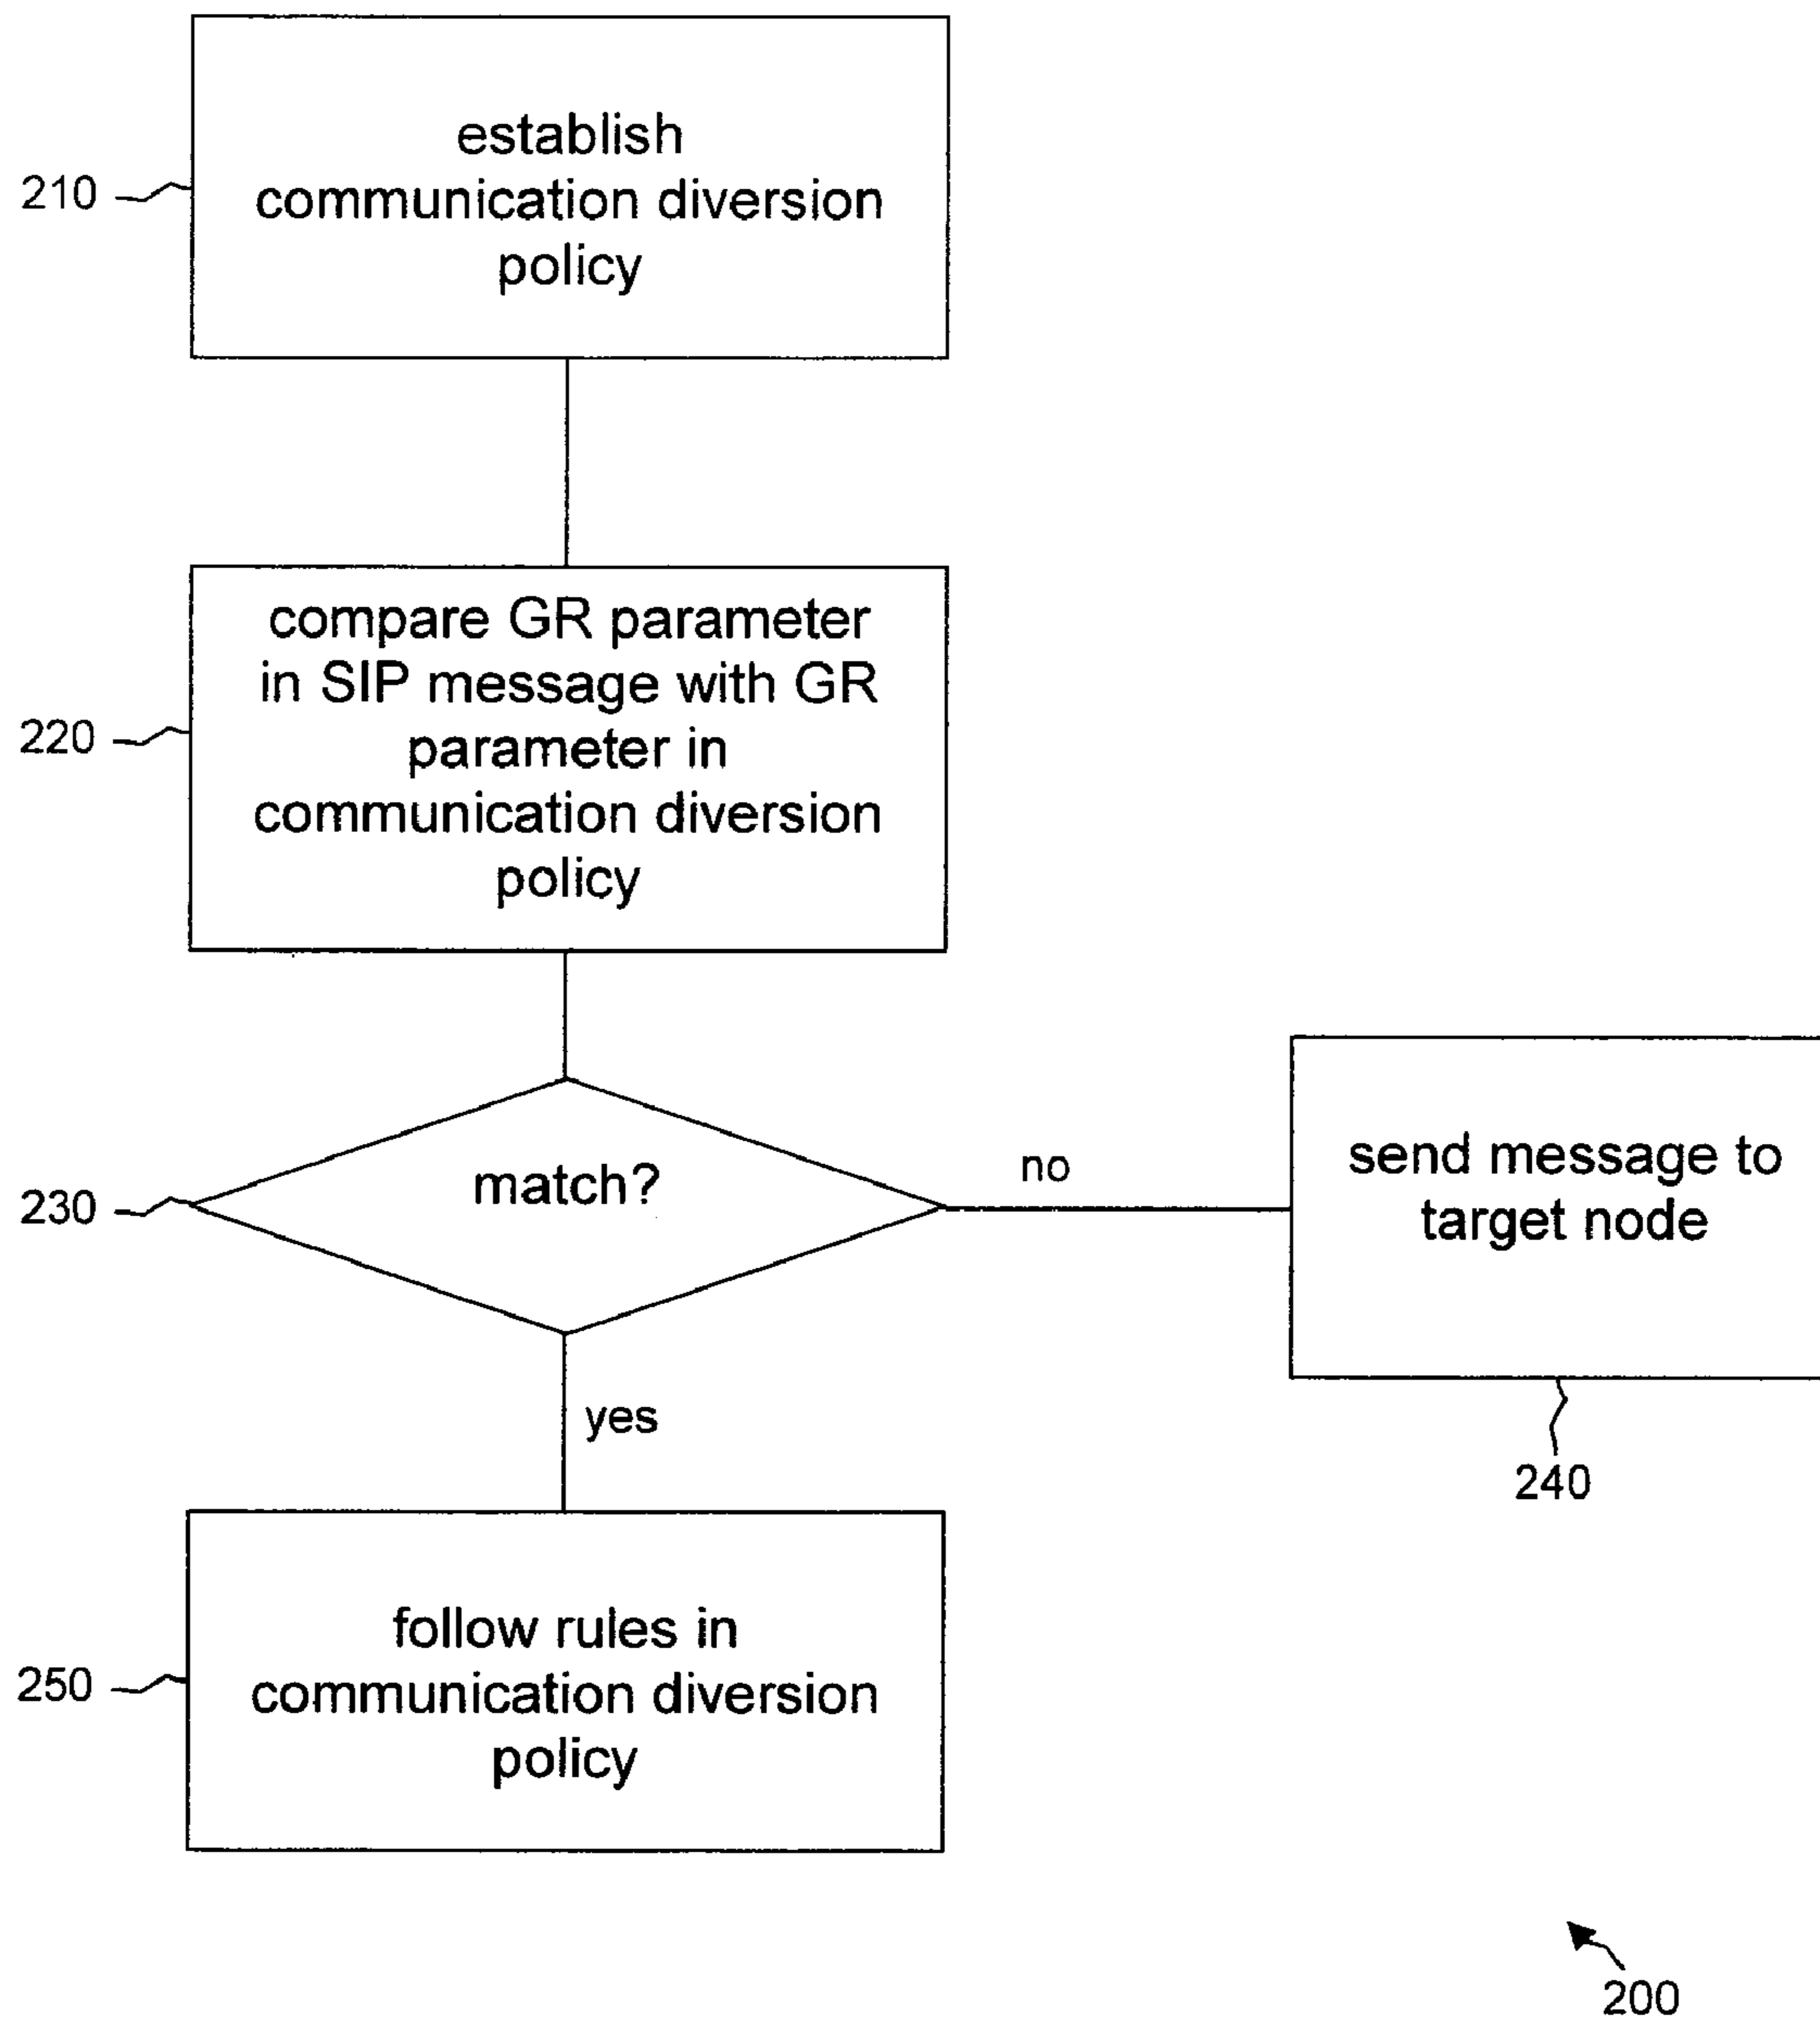 establish
communication diversion
policy
210
compare GR parameter
in SIP message with GR
parameter in
communication diversion
policy
220
match?
230
no
send message to
target node
240
yes
follow rules in
communication diversion
policy
250
200